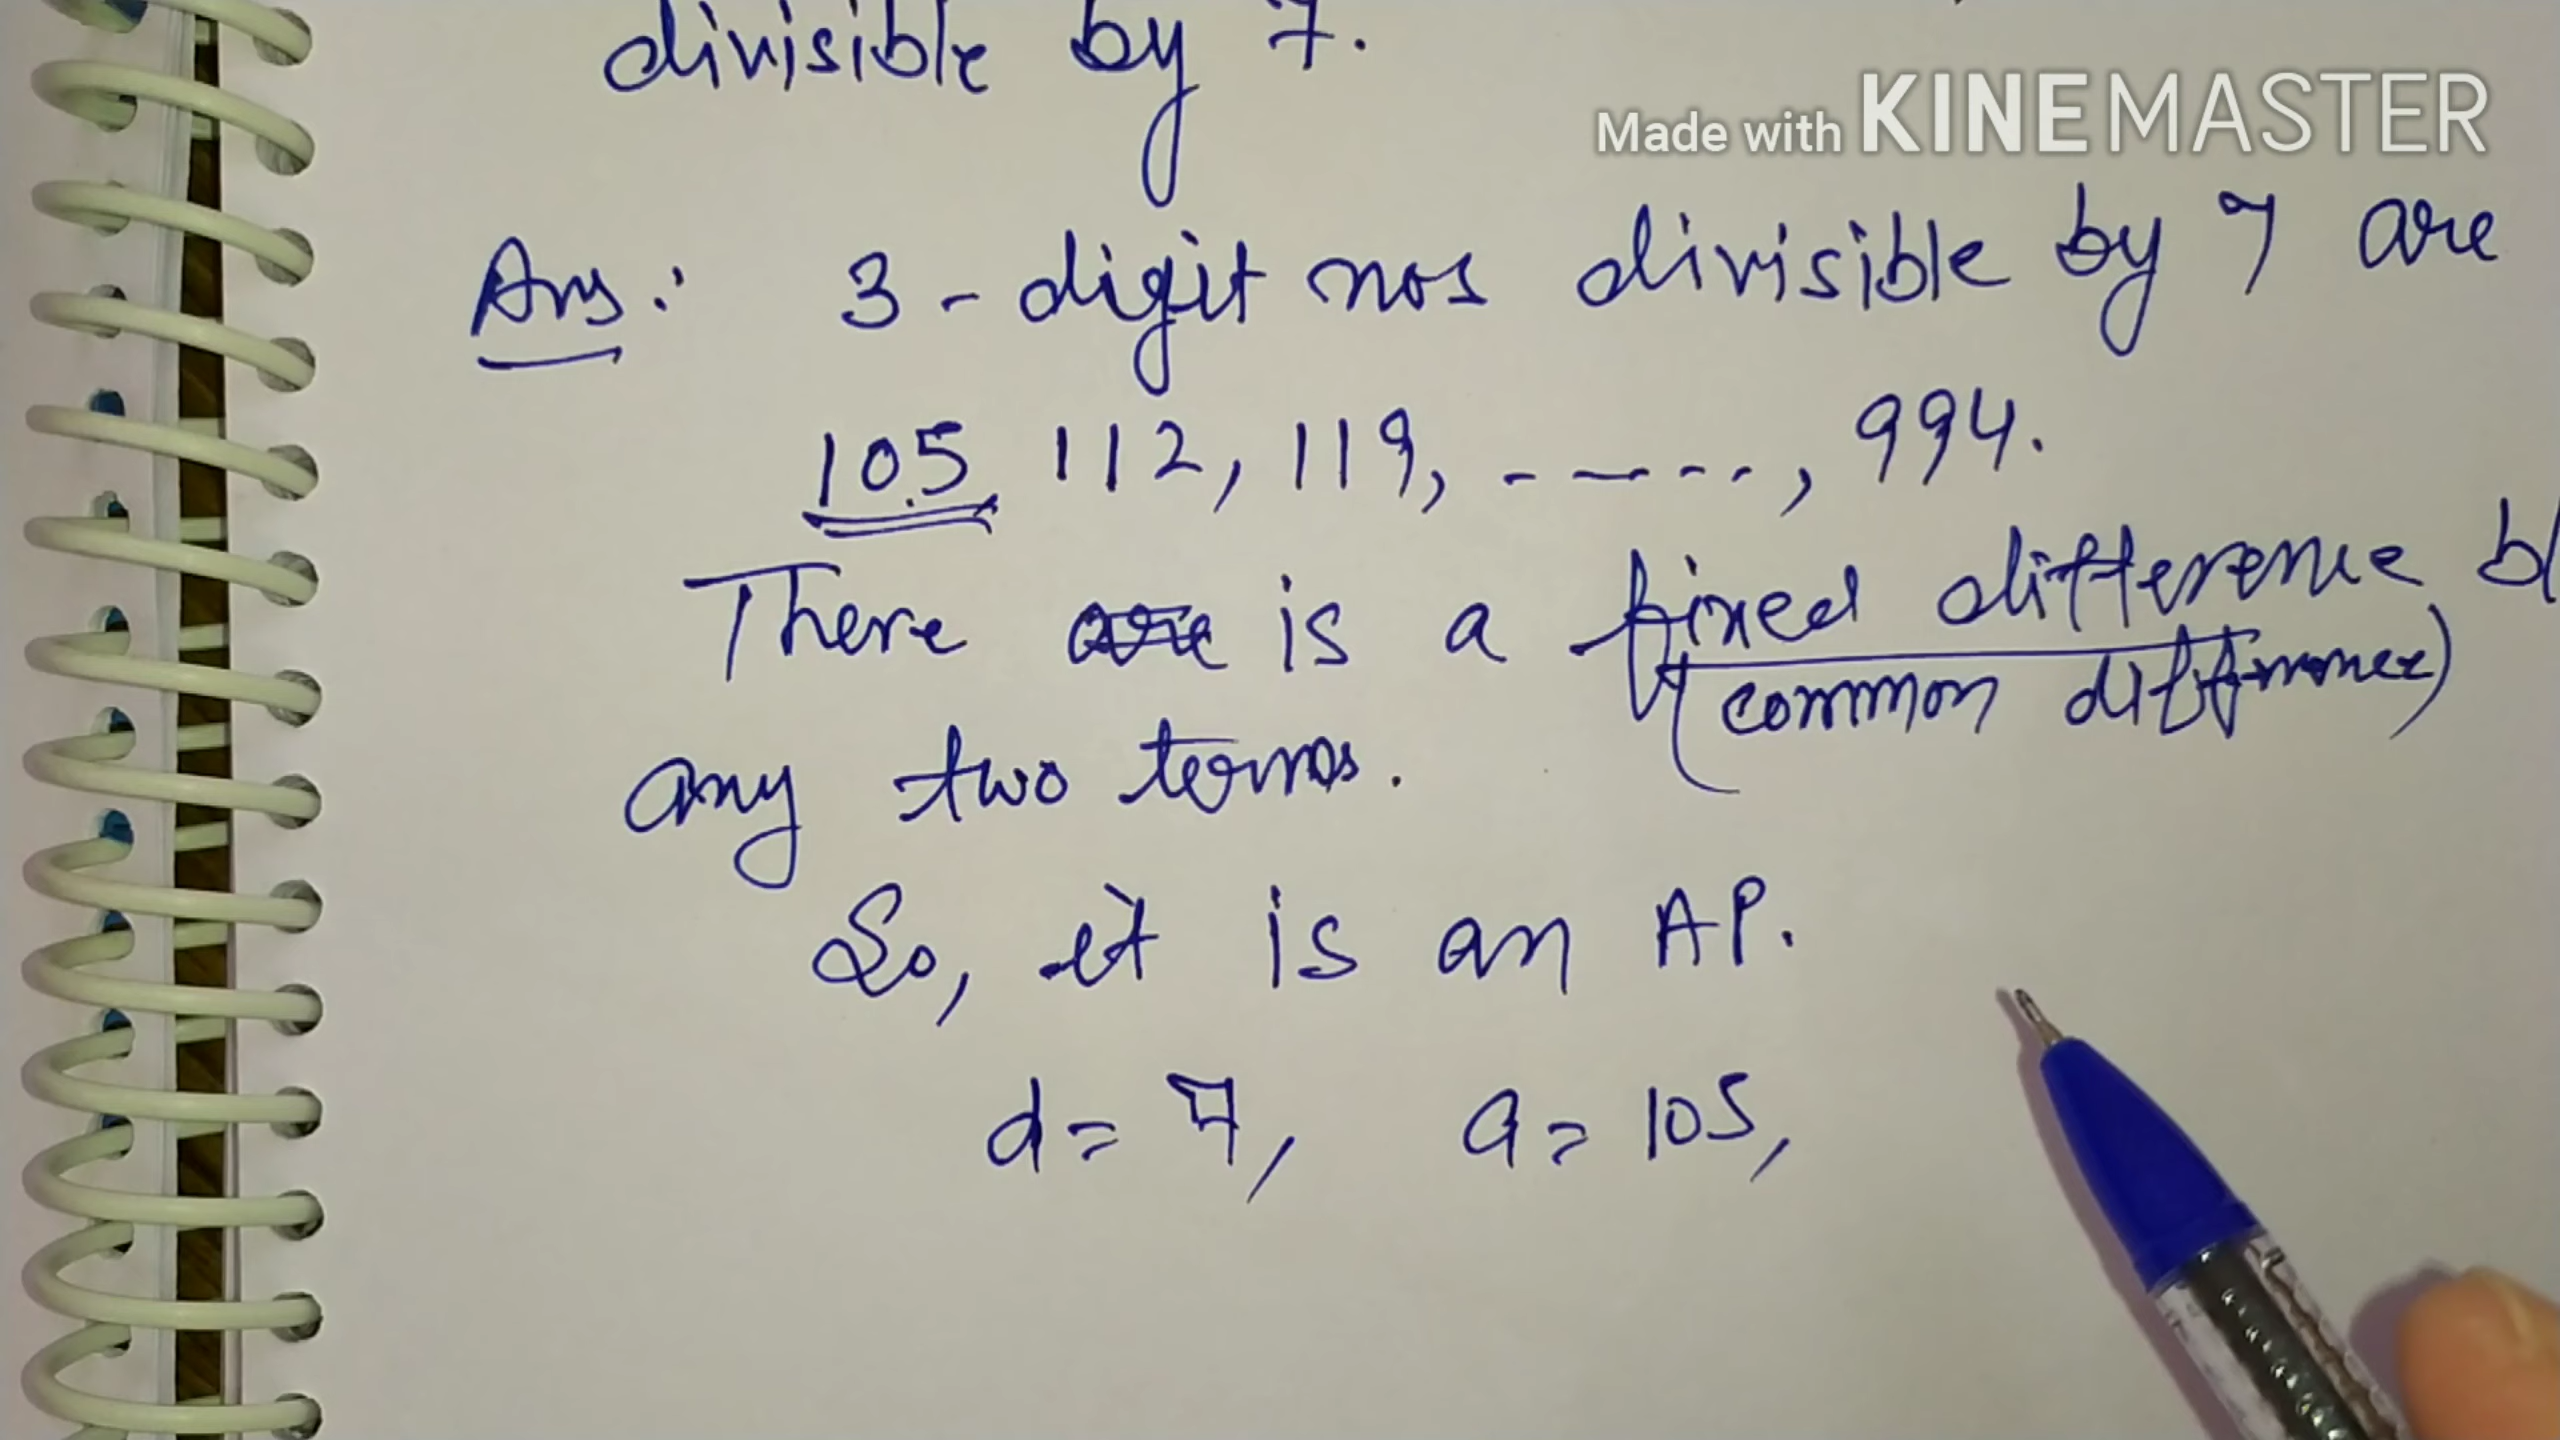 divisible by 7.
Made with KINEMASTER
Ans: 3-digit nos divisible by 7 are
105, 112, 119, - - - - -, 994.
There is a fixed difference b/
(common difference)
any two terms.
So, it is an AP.
d = 7, a = 105,